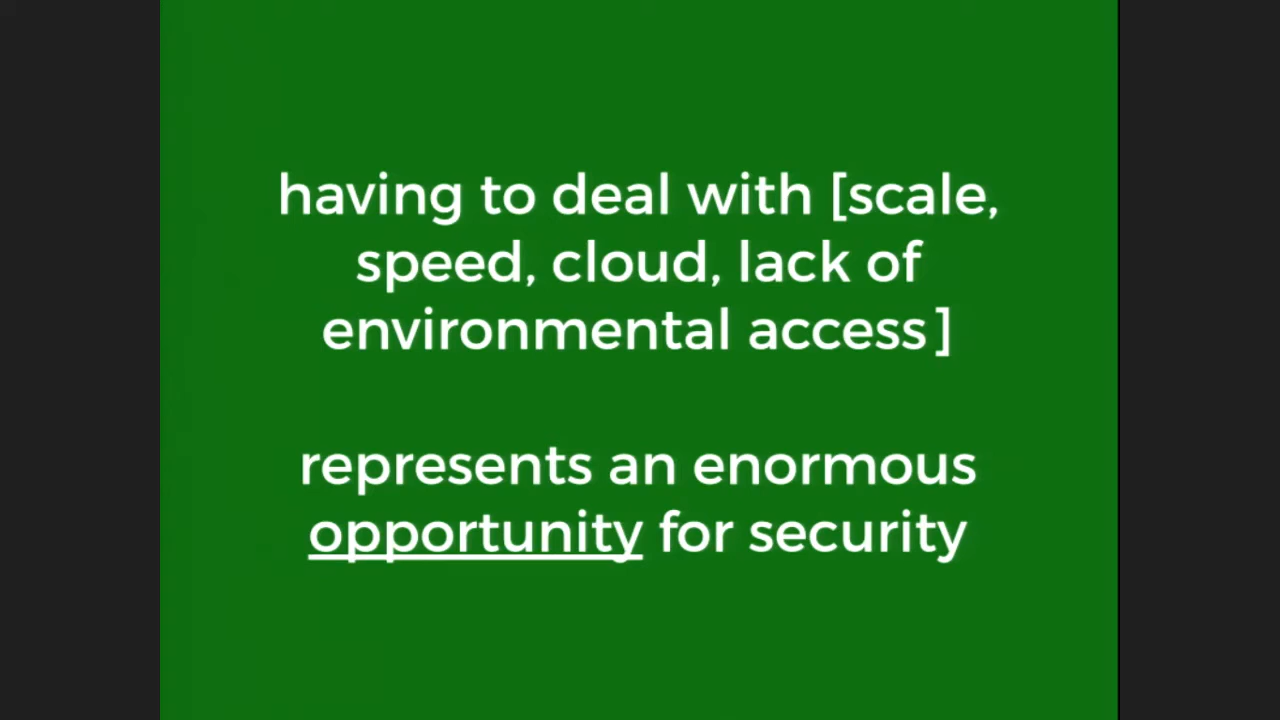 having to deal with [scale,
speed, cloud, lack of
environmental access]
represents an enormous
opportunity for security